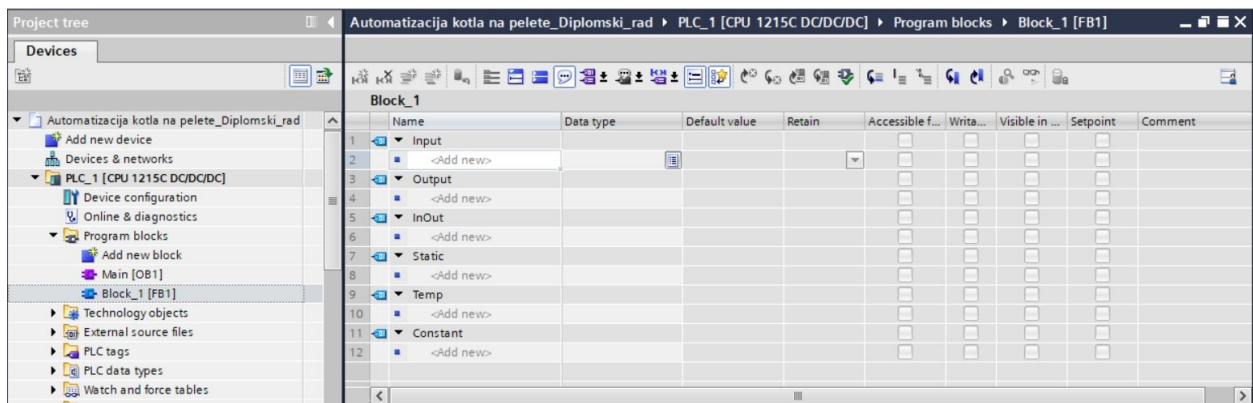 Project tree
Automatizacija kotla na pelete_Diplomski_rad ▸ PLC_1 [CPU 1215C DC/DC/DC] ▸ Program blocks ▸ Block_1 [FB1]
Devices
Block_1
Name Data type Default value Retain Accessible f... Writa... Visible in ... Setpoint Comment
Automatizacija kotla na pelete_Diplomski_rad
Add new device
Devices & networks
PLC_1 [CPU 1215C DC/DC/DC]
Device configuration
Online & diagnostics
Program blocks
Add new block
Main [OB1]
Block_1 [FB1]
Technology objects
External source files
PLC tags
PLC data types
Watch and force tables
1 Input
2 <Add new>
3 Output
4 <Add new>
5 InOut
6 <Add new>
7 Static
8 <Add new>
9 Temp
10 <Add new>
11 Constant
12 <Add new>